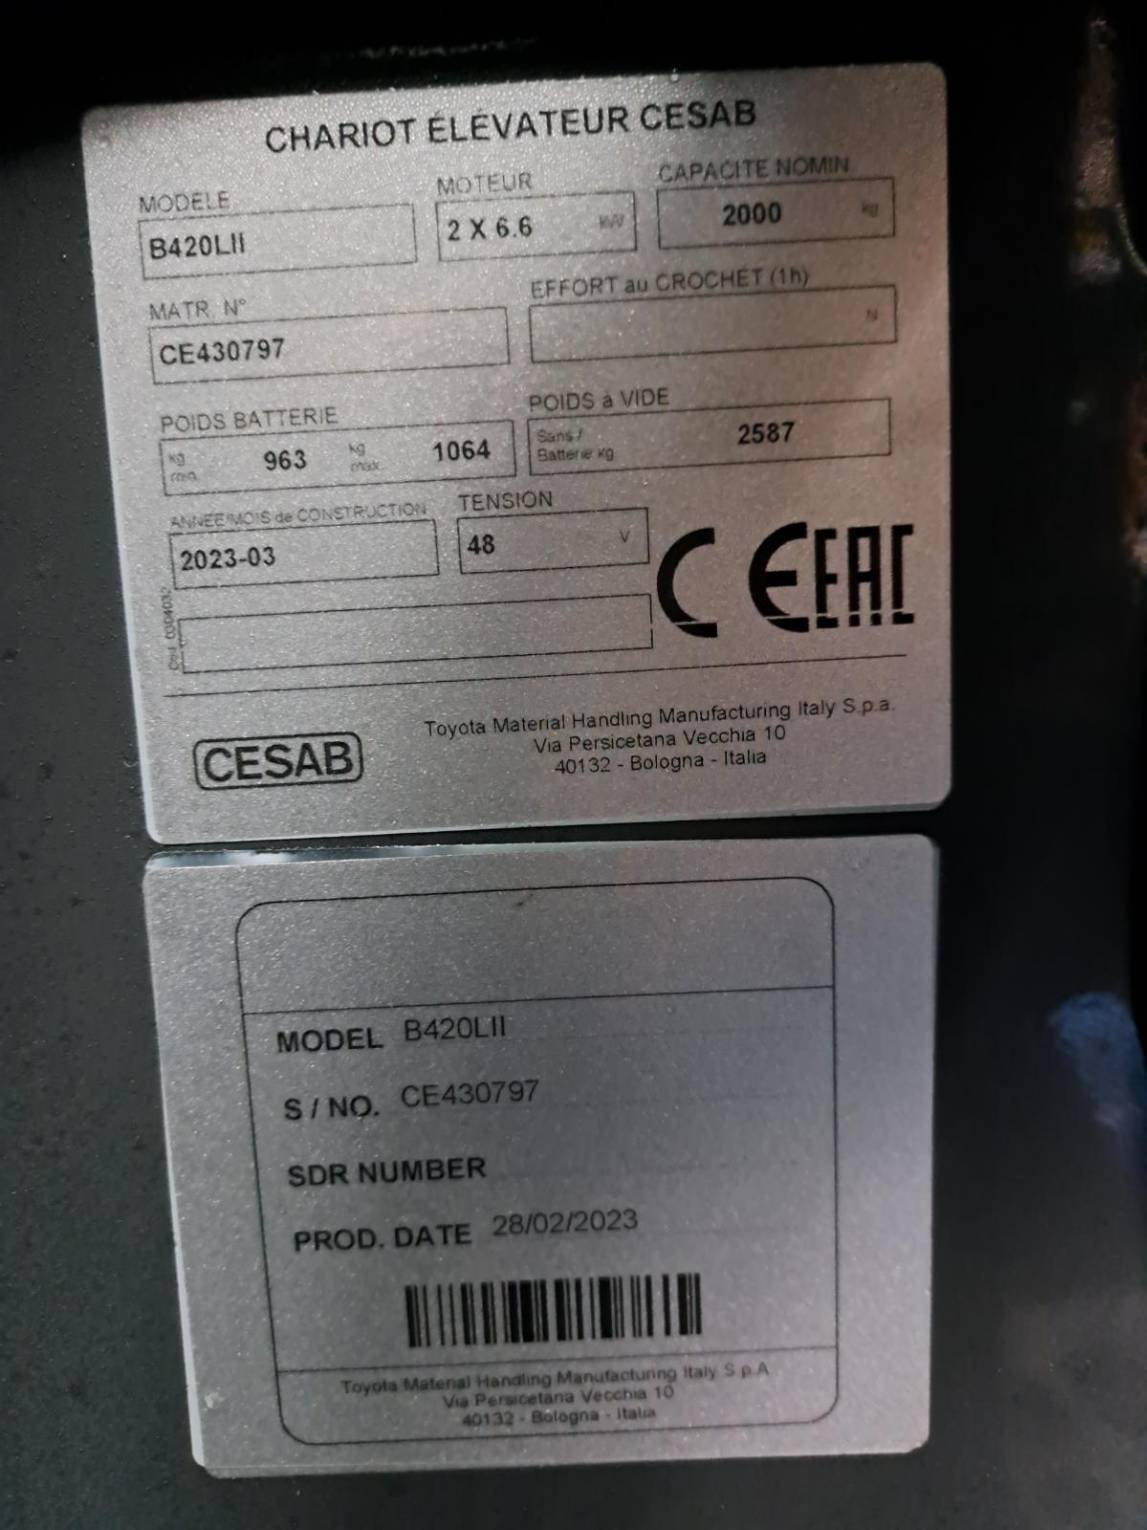 CHARIOT ÉLÉVATEUR CESAB
MODELE
MOTEUR
CAPACITE NOMIN.
B420LII
2 X 6.6 kW
2000 kg
MATR. N°
EFFORT au CROCHET (1h)
CE430797
N
POIDS BATTERIE
POIDS à VIDE
kg min. 963 kg max. 1064
Sans / Batterie kg 2587
ANNEE/MOIS de CONSTRUCTION
TENSION
2023-03
48 V
CE EAC
CESAB
Toyota Material Handling Manufacturing Italy S.p.a.
Via Persicetana Vecchia 10
40132 - Bologna - Italia
MODEL B420LII
S / NO. CE430797
SDR NUMBER
PROD. DATE 28/02/2023
Toyota Material Handling Manufacturing Italy S.p.A
Via Persicetana Vecchia 10
40132 - Bologna - Italia